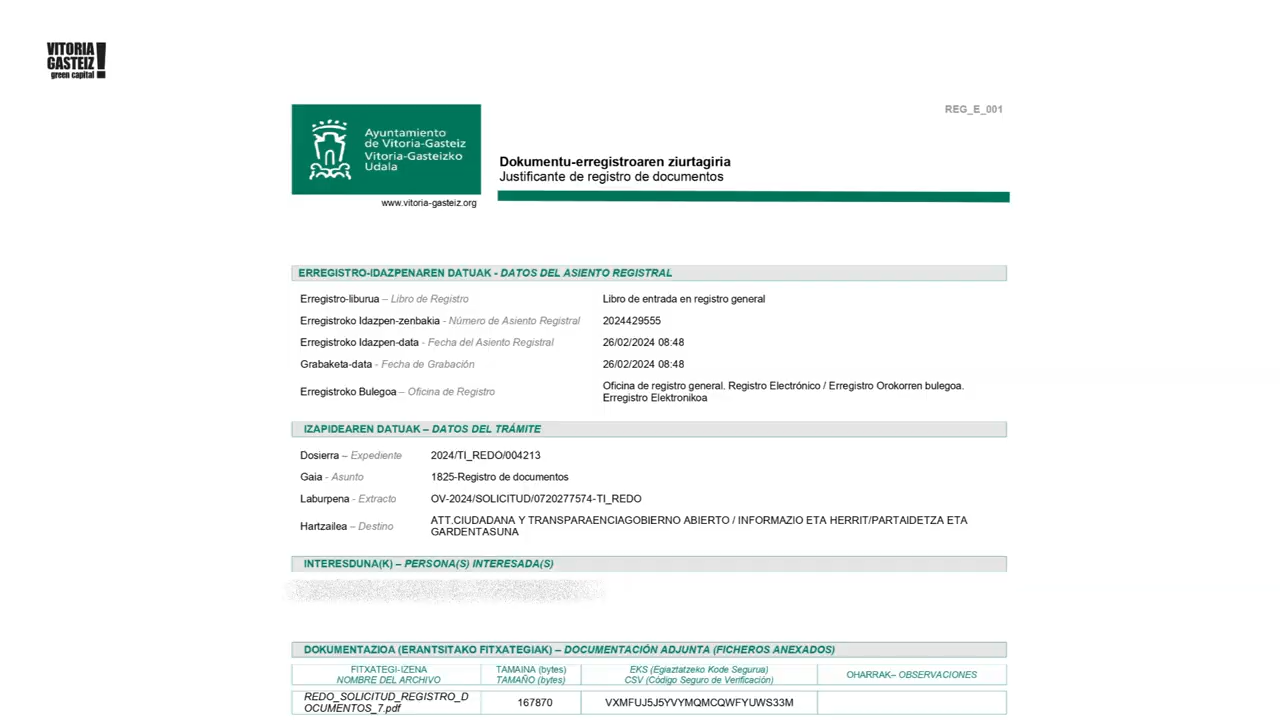 VITORIA
GASTEIZ
green capital
REG_E_001
Ayuntamiento
de Vitoria-Gasteiz
Vitoria-Gasteizko
Udala
Dokumentu-erregistroaren ziurtagiria
Justificante de registro de documentos
www.vitoria-gasteiz.org
ERREGISTRO-IDAZPENAREN DATUAK - DATOS DEL ASIENTO REGISTRAL
Erregistro-liburua – Libro de Registro Libro de entrada en registro general
Erregistroko Idazpen-zenbakia - Número de Asiento Registral 2024429555
Erregistroko Idazpen-data - Fecha del Asiento Registral 26/02/2024 08:48
Grabaketa-data - Fecha de Grabación 26/02/2024 08:48
Erregistroko Bulegoa – Oficina de Registro Oficina de registro general. Registro Electrónico / Erregistro Orokorren bulegoa.
Erregistro Elektronikoa
IZAPIDEAREN DATUAK – DATOS DEL TRÁMITE
Dosierra – Expediente 2024/TI_REDO/004213
Gaia - Asunto 1825-Registro de documentos
Laburpena - Extracto OV-2024/SOLICITUD/0720277574-TI_REDO
Hartzailea – Destino ATT.CIUDADANA Y TRANSPARAENCIAGOBIERNO ABIERTO / INFORMAZIO ETA HERRIT/PARTAIDETZA ETA
GARDENTASUNA
INTERESDUNA(K) – PERSONA(S) INTERESADA(S)
DOKUMENTAZIOA (ERANTSITAKO FITXATEGIAK) – DOCUMENTACIÓN ADJUNTA (FICHEROS ANEXADOS)
FITXATEGI-IZENA TAMAINA (bytes) EKS (Egiaztatzeko Kode Segurua) OHARRAK– OBSERVACIONES
NOMBRE DEL ARCHIVO TAMAÑO (bytes) CSV (Código Seguro de Verificación)
REDO_SOLICITUD_REGISTRO_D 167870 VXMFUJ5J5YVYMQMCQWFYUWS33M
OCUMENTOS_7.pdf